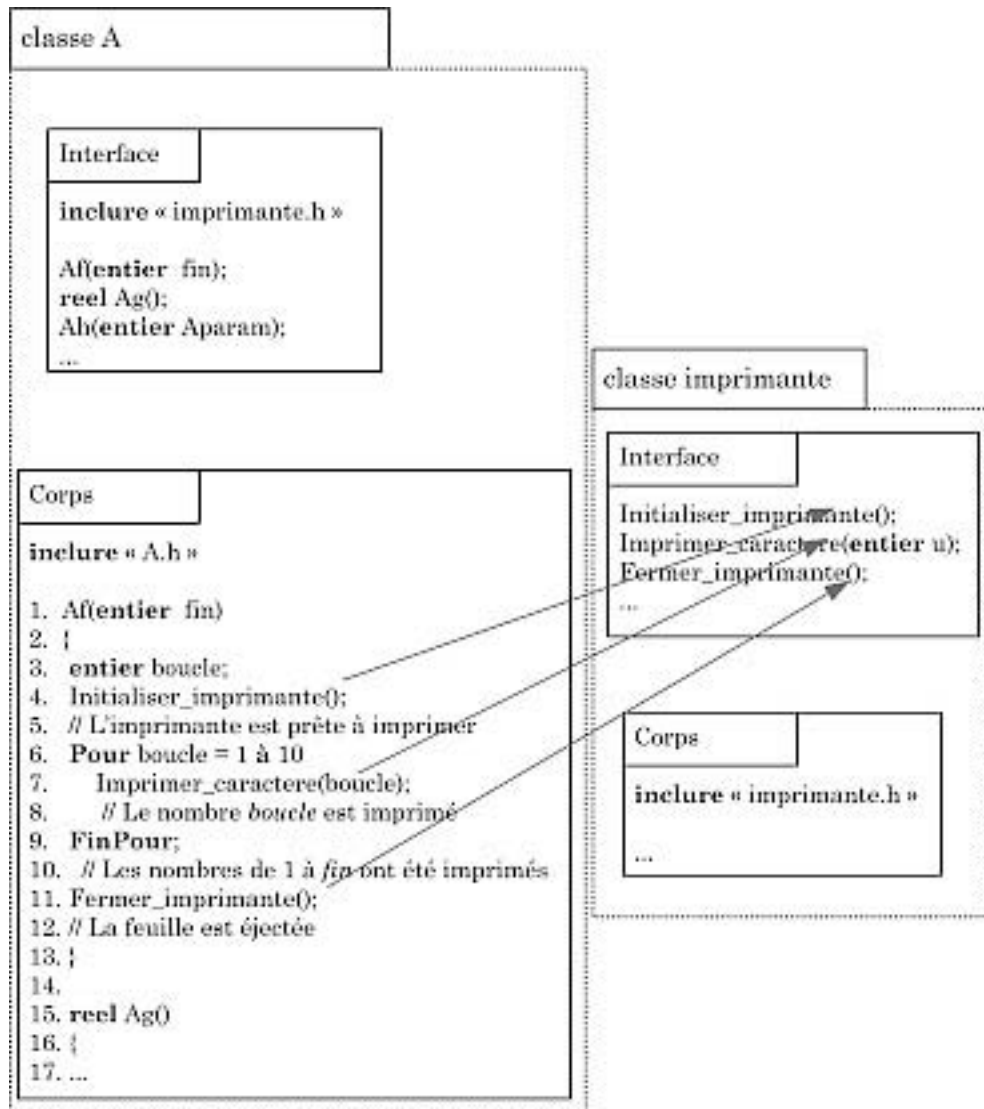 classe A
Interface
inclure « imprimante.h »
Af(entier fin);
reel Ag();
Ah(entier Aparam);
...
Corps
inclure « A.h »
1. Af(entier fin)
2. {
3. entier boucle;
4. Initialiser_imprimante();
5. // L'imprimante est prête à imprimer
6. Pour boucle = 1 à 10
7. Imprimer_caractere(boucle);
8. // Le nombre boucle est imprimé
9. FinPour;
10. // Les nombres de 1 à fin ont été imprimés
11. Fermer_imprimante();
12. // La feuille est éjectée
13. }
14.
15. reel Ag()
16. {
17. ...
classe imprimante
Interface
Initialiser_imprimante();
Imprimer_caractere(entier u);
Fermer_imprimante();
...
Corps
inclure « imprimante.h »
...